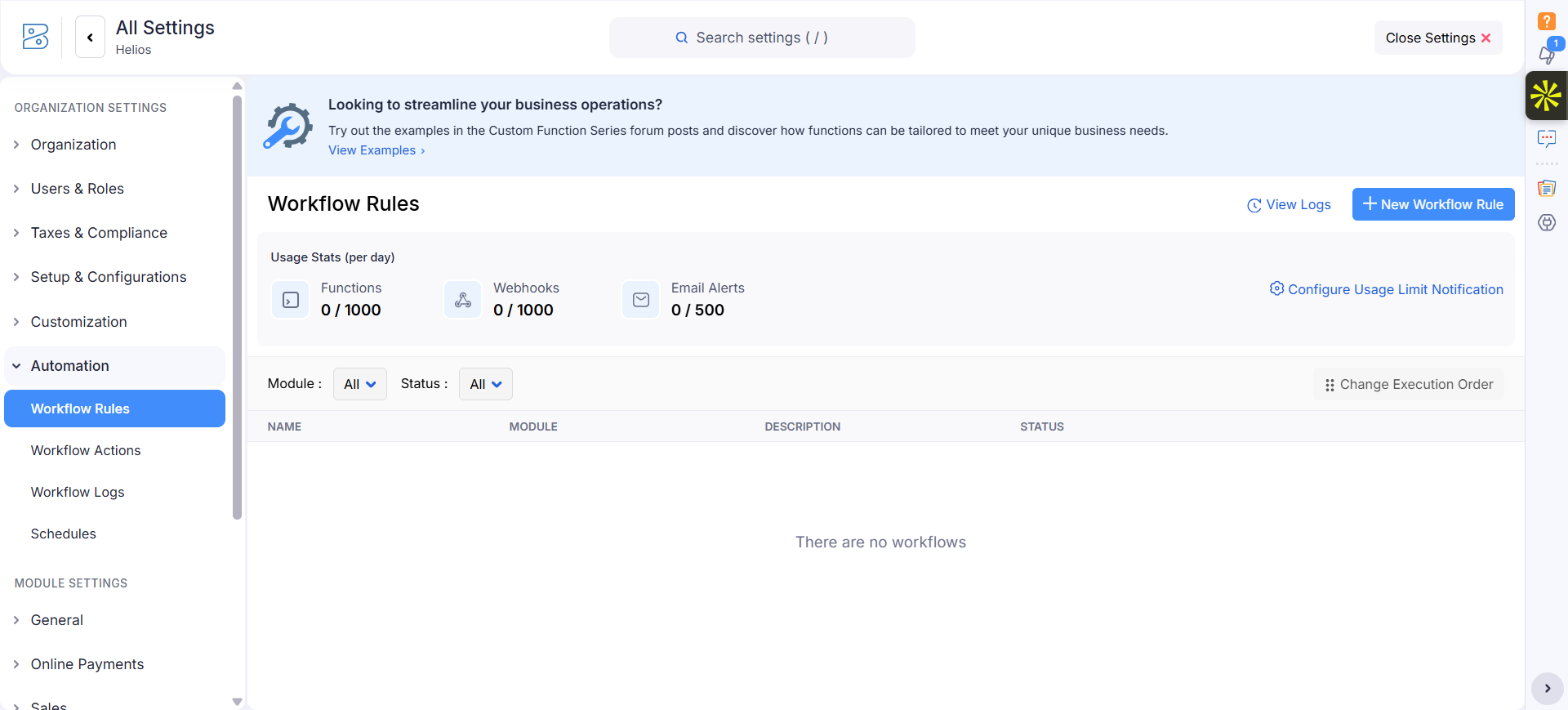 All Settings
Helios
Search settings ( / )
Close Settings
?
1
ORGANIZATION SETTINGS
Organization
Users & Roles
Taxes & Compliance
Setup & Configurations
Customization
Automation
Workflow Rules
Workflow Actions
Workflow Logs
Schedules
MODULE SETTINGS
General
Online Payments
Sales
Looking to streamline your business operations?
Try out the examples in the Custom Function Series forum posts and discover how functions can be tailored to meet your unique business needs.
View Examples ›
Workflow Rules
View Logs
+ New Workflow Rule
Usage Stats (per day)
Functions
0 / 1000
Webhooks
0 / 1000
Email Alerts
0 / 500
Configure Usage Limit Notification
Module : All Status : All
Change Execution Order
NAME MODULE DESCRIPTION STATUS
There are no workflows